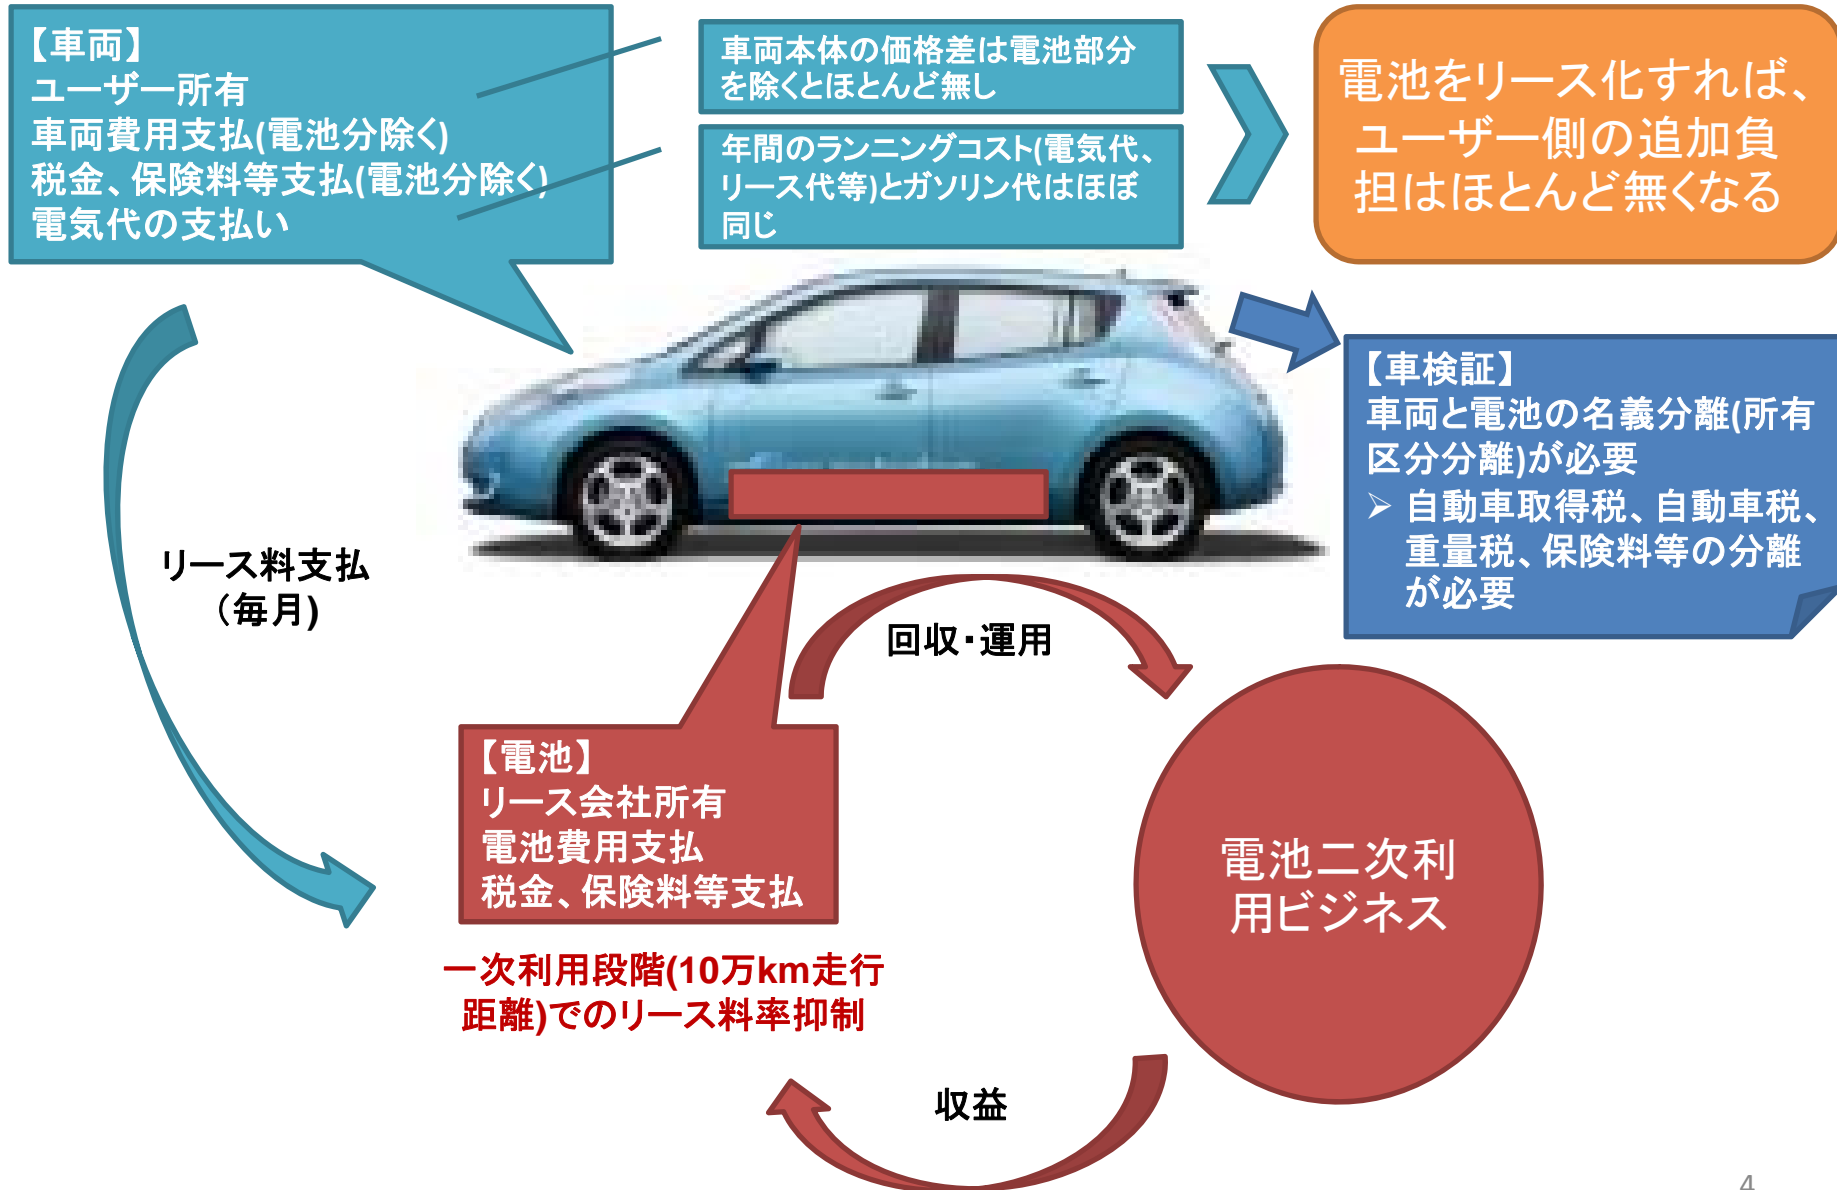 【車両】
ユーザー所有
車両費用支払(電池分除く)
税金、保険料等支払(電池分除く)
電気代の支払い
車両本体の価格差は電池部分
を除くとほとんど無し
年間のランニングコスト(電気代、
リース代等)とガソリン代はほぼ
同じ
電池をリース化すれば、
ユーザー側の追加負
担はほとんど無くなる
【車検証】
車両と電池の名義分離(所有
区分分離)が必要
➢ 自動車取得税、自動車税、
重量税、保険料等の分離
が必要
リース料支払
（毎月)
回収・運用
【電池】
リース会社所有
電池費用支払
税金、保険料等支払
電池二次利
用ビジネス
一次利用段階(10万km走行
距離)でのリース料率抑制
収益
4